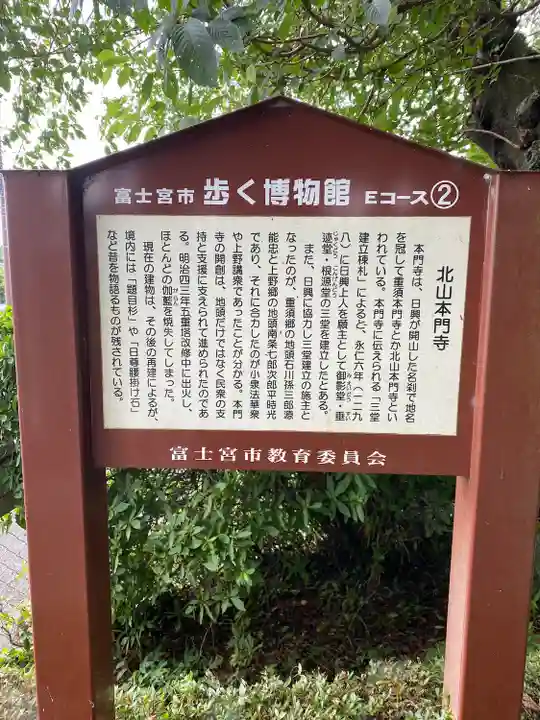 富士宮市 歩く博物館 Eコース②
北山本門寺
本門寺は、日興が開山した名刹で地名
を冠して重須本門寺とか北山本門寺とい
われている。本門寺に伝えられる「三堂
建立棟札」によると、永仁六年(一二九
八)に日興上人を願主として御影堂・垂
迹堂・根源堂の三堂を建立したとある。
また、日興に協力し三堂建立の施主と
なったのが、重須郷の地頭石川孫三郎源
能忠と上野郷の地頭南条七郎次郎平時光
であり、それに合力したのが小泉法華衆
や上野講衆であったことが分かる。本門
寺の開創は、地頭だけではなく民衆の支
持と支援に支えられて進められたのであ
る。明治四三年五重塔改修中に出火し、
ほとんどの伽藍を焼失してしまった。
現在の建物は、その後の再建によるが、
境内には「題目杉」や「日尊腰掛け石」
など昔を物語るものが残されている。
富士宮市教育委員会